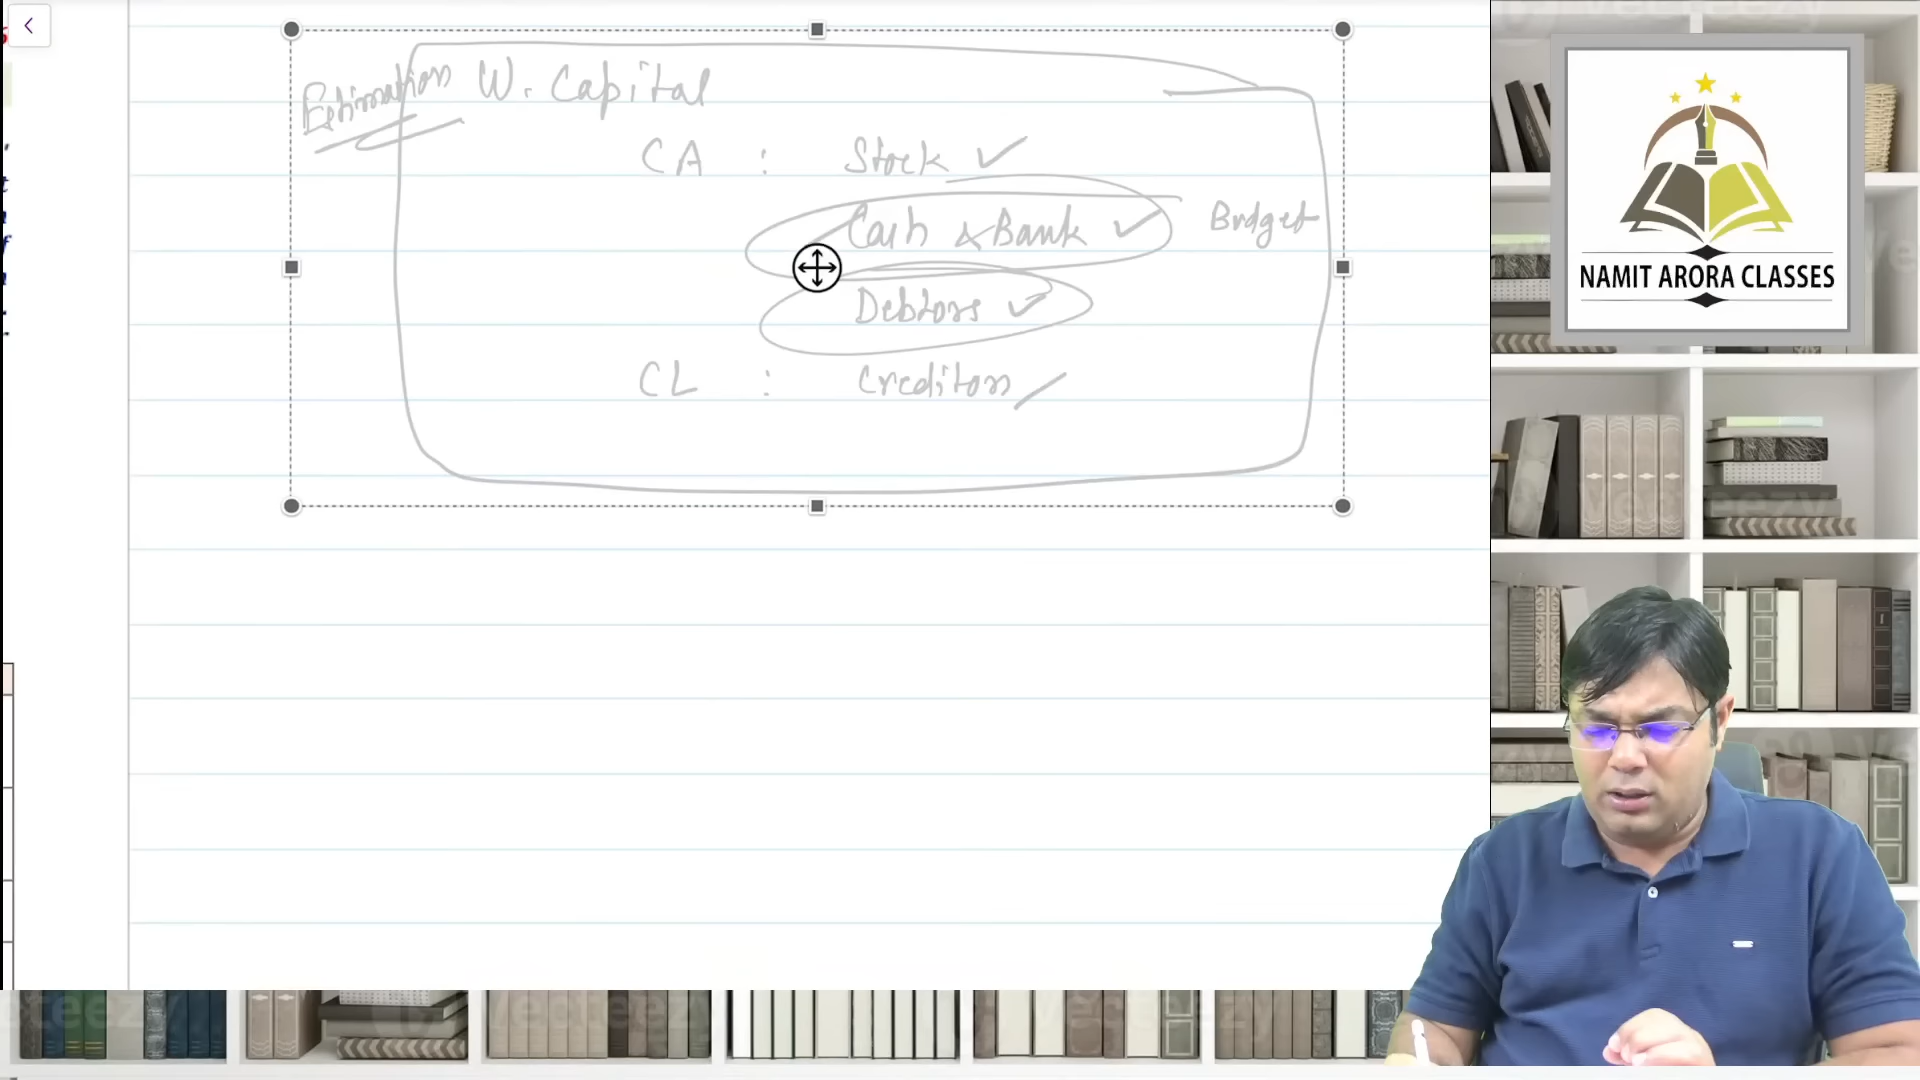 Estimation W. Capital
CA : Stock ✓
Cash & Bank ✓ Budget
Debtors ✓
CL : Creditors
NAMIT ARORA CLASSES